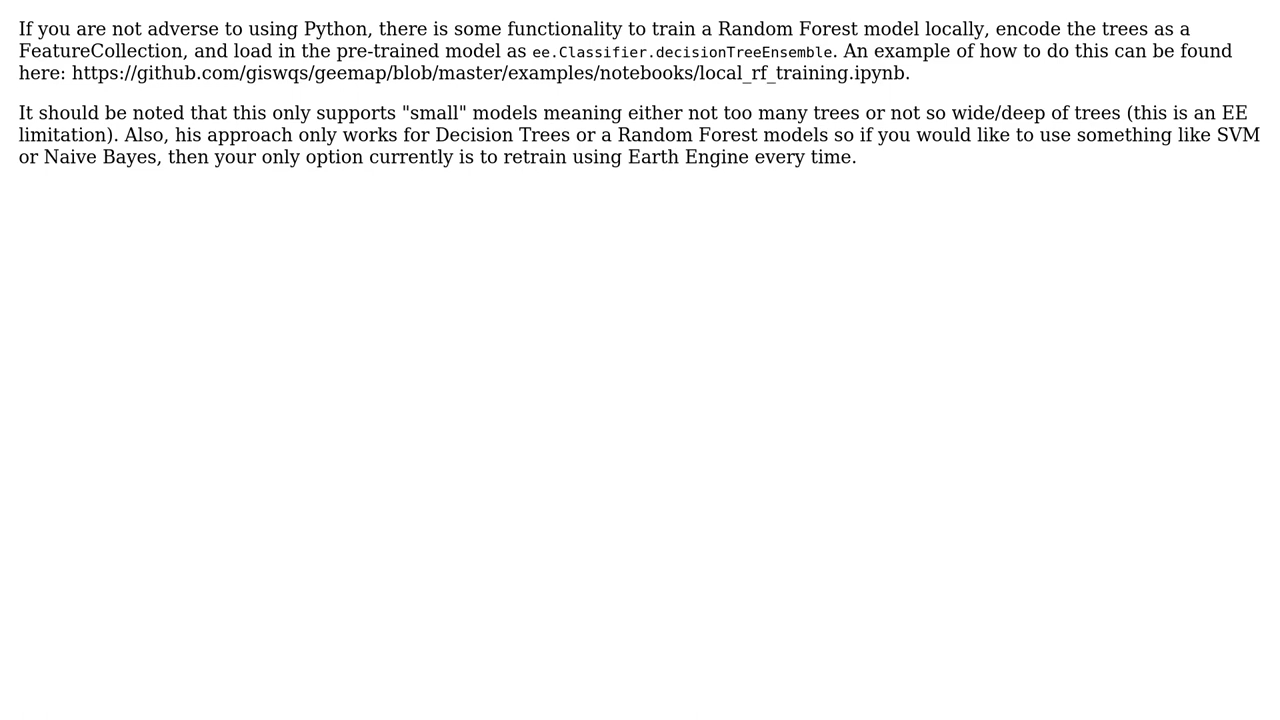 If you are not adverse to using Python, there is some functionality to train a Random Forest model locally, encode the trees as a
FeatureCollection, and load in the pre-trained model as ee.Classifier.decisionTreeEnsemble. An example of how to do this can be found
here: https://github.com/giswqs/geemap/blob/master/examples/notebooks/local_rf_training.ipynb.
It should be noted that this only supports "small" models meaning either not too many trees or not so wide/deep of trees (this is an EE
limitation). Also, his approach only works for Decision Trees or a Random Forest models so if you would like to use something like SVM
or Naive Bayes, then your only option currently is to retrain using Earth Engine every time.